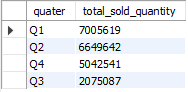 quater total_sold_quantity
Q1 7005619
Q2 6649642
Q4 5042541
Q3 2075087